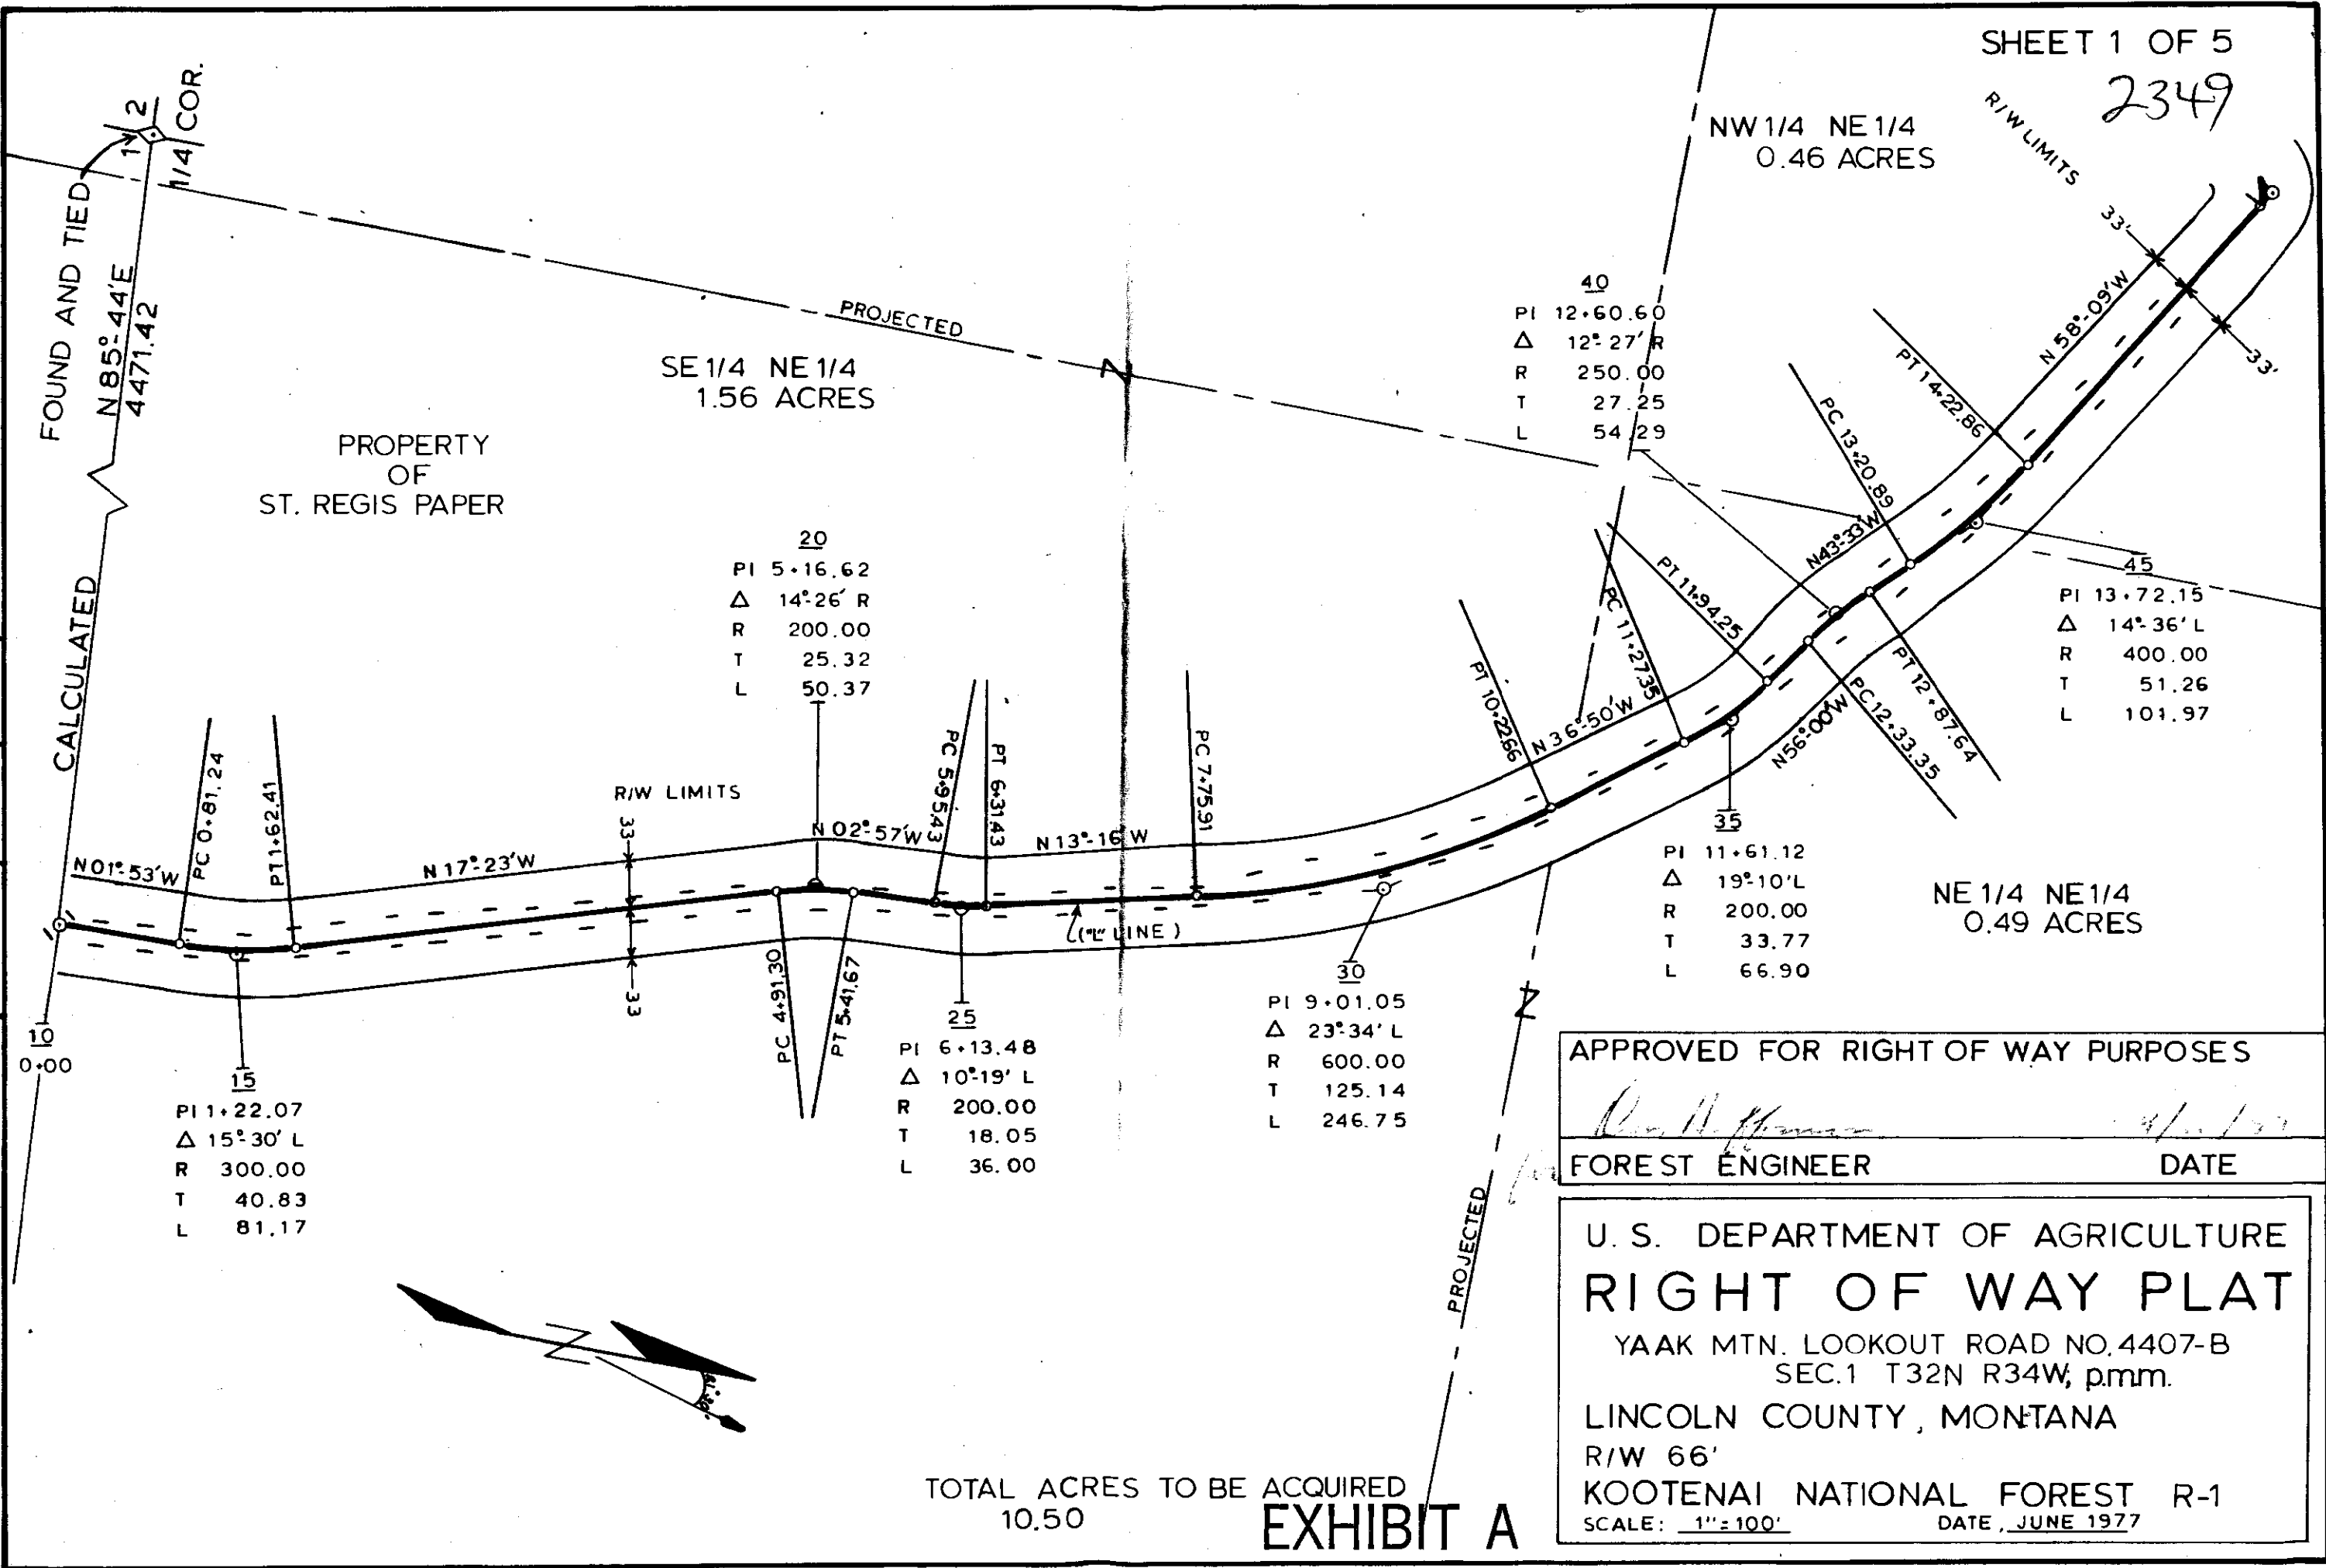 SHEET 1 OF 5
2349
1 2
1/4 COR.
FOUND AND TIED
N 85°-44'E
4471.42
CALCULATED
PROJECTED
SE 1/4 NE 1/4
1.56 ACRES
PROPERTY
OF
ST. REGIS PAPER
NW 1/4 NE 1/4
0.46 ACRES
R/W LIMITS
33'
33'
N 58°-09'W
40
PI 12+60.60
Δ 12°-27' R
R 250.00
T 27.25
L 54.29
PT 14+22.86
PC 13+20.89
N43°-33'W
PT 11+94.25
PC 11+27.35
PT 10+22.66
N 36°-50'W
45
PI 13+72.15
Δ 14°-36' L
R 400.00
T 51.26
L 101.97
PT 12+87.64
PC 12+33.35
N56°-00'W
20
PI 5+16.62
Δ 14°-26' R
R 200.00
T 25.32
L 50.37
PC 0+81.24
PT 1+62.41
N 01°-53'W
N 17°-23'W
R/W LIMITS
33
33
N 02°-57'W
PC 5+95.43
PT 6+31.43
N 13°-16 W
PC 7+75.91
("L" LINE )
PC 4+91.30
PT 5+41.67
10
0+00
15
PI 1+22.07
Δ 15°-30' L
R 300.00
T 40.83
L 81.17
25
PI 6+13.48
Δ 10°-19' L
R 200.00
T 18.05
L 36.00
30
PI 9+01.05
Δ 23°-34' L
R 600.00
T 125.14
L 246.75
35
PI 11+61.12
Δ 19°-10'L
R 200.00
T 33.77
L 66.90
NE 1/4 NE 1/4
0.49 ACRES
PROJECTED
N
APPROVED FOR RIGHT OF WAY PURPOSES
FOREST ENGINEER DATE
U. S. DEPARTMENT OF AGRICULTURE
RIGHT OF WAY PLAT
YAAK MTN. LOOKOUT ROAD NO. 4407-B
SEC.1 T32N R34W, p.m.m.
LINCOLN COUNTY, MONTANA
R/W 66'
KOOTENAI NATIONAL FOREST R-1
SCALE: 1"=100' DATE, JUNE 1977
TOTAL ACRES TO BE ACQUIRED
10.50
EXHIBIT A